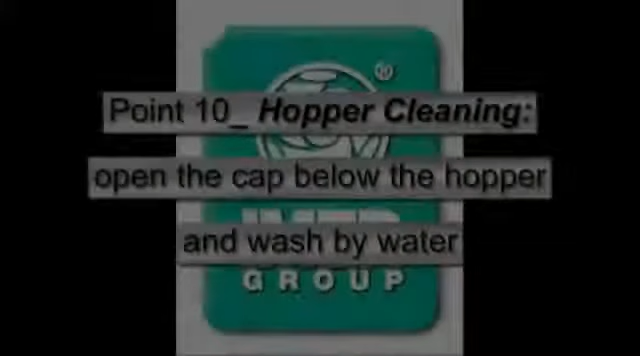 Point 10_ Hopper Cleaning:
open the cap below the hopper
and wash by water
GROUP
®